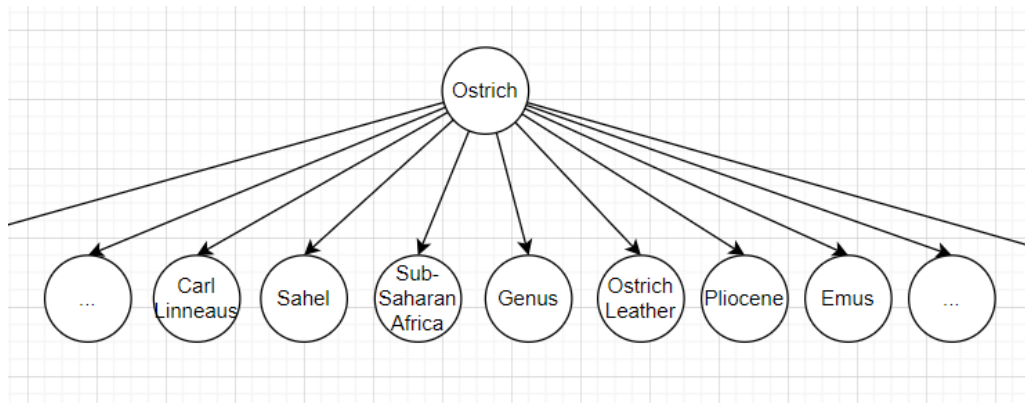 Ostrich
...
Carl
Linneaus
Sahel
Sub-
Saharan
Africa
Genus
Ostrich
Leather
Pliocene
Emus
...